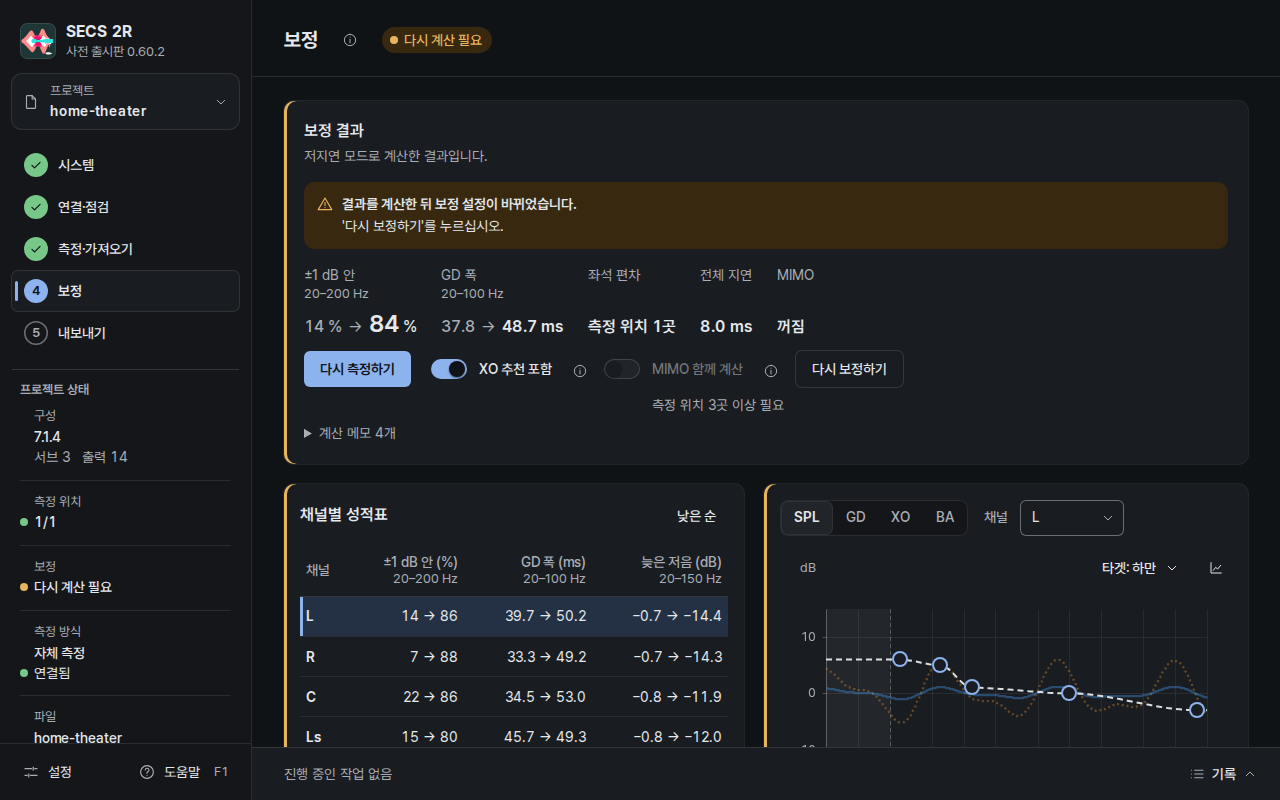 SECS 2R
사전 출시판 0.60.2
프로젝트
home-theater
시스템
연결·점검
측정·가져오기
4 보정
5 내보내기
프로젝트 상태
구성
7.1.4
서브 3 출력 14
측정 위치
1/1
보정
다시 계산 필요
측정 방식
자체 측정
연결됨
파일
home-theater
설정 도움말 F1
보정 다시 계산 필요
보정 결과
저지연 모드로 계산한 결과입니다.
결과를 계산한 뒤 보정 설정이 바뀌었습니다.
'다시 보정하기'를 누르십시오.
±1 dB 안 GD 폭 좌석 편차 전체 지연 MIMO
20–200 Hz 20–100 Hz
14 % → 84 % 37.8 → 48.7 ms 측정 위치 1곳 8.0 ms 꺼짐
다시 측정하기 XO 추천 포함 MIMO 함께 계산 다시 보정하기
측정 위치 3곳 이상 필요
계산 메모 4개
채널별 성적표 낮은 순
채널 ±1 dB 안 (%) GD 폭 (ms) 늦은 저음 (dB)
20–200 Hz 20–100 Hz 20–150 Hz
L 14 → 86 39.7 → 50.2 −0.7 → −14.4
R 7 → 88 33.3 → 49.2 −0.7 → −14.3
C 22 → 86 34.5 → 53.0 −0.8 → −11.9
Ls 15 → 80 45.7 → 49.3 −0.8 → −12.0
SPL GD XO BA 채널 L
dB 타겟: 하만
10
0
진행 중인 작업 없음 기록